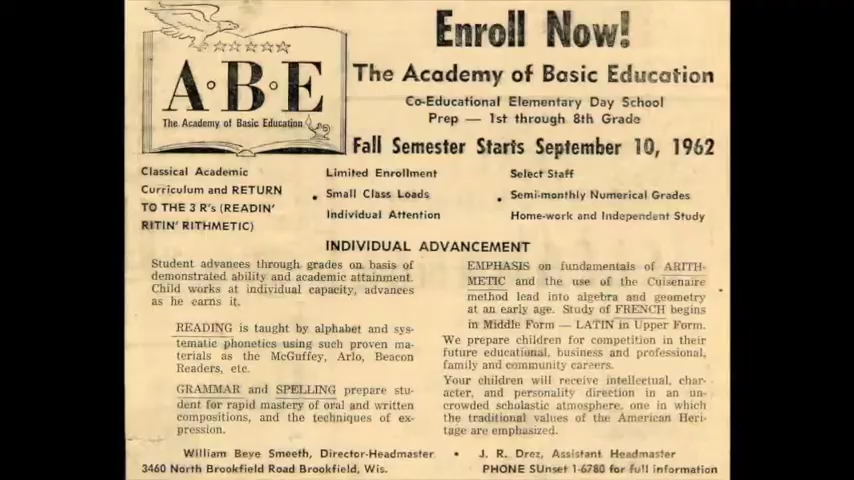 Enroll Now!
A·B·E
The Academy of Basic Education
The Academy of Basic Education
Co-Educational Elementary Day School
Prep — 1st through 8th Grade
Fall Semester Starts September 10, 1962
Classical Academic
Curriculum and RETURN
TO THE 3 R's (READIN'
RITIN' RITHMETIC)
Limited Enrollment
• Small Class Loads
Individual Attention
Select Staff
• Semi-monthly Numerical Grades
Home-work and Independent Study
INDIVIDUAL ADVANCEMENT
Student advances through grades on basis of
demonstrated ability and academic attainment.
Child works at individual capacity, advances
as he earns it.
READING is taught by alphabet and sys-
tematic phonetics using such proven ma-
terials as the McGuffey, Arlo, Beacon
Readers, etc.
GRAMMAR and SPELLING prepare stu-
dent for rapid mastery of oral and written
compositions, and the techniques of ex-
pression.
EMPHASIS on fundamentals of ARITH-
METIC and the use of the Cuisenaire
method lead into algebra and geometry
at an early age. Study of FRENCH begins
in Middle Form — LATIN in Upper Form.
We prepare children for competition in their
future educational, business and professional,
family and community careers.
Your children will receive intellectual, char-
acter, and personality direction in an un-
crowded scholastic atmosphere, one in which
the traditional values of the American Heri-
tage are emphasized.
William Beye Smeeth, Director-Headmaster • J. R. Drez, Assistant Headmaster
3460 North Brookfield Road Brookfield, Wis. PHONE SUnset 1-6780 for full information